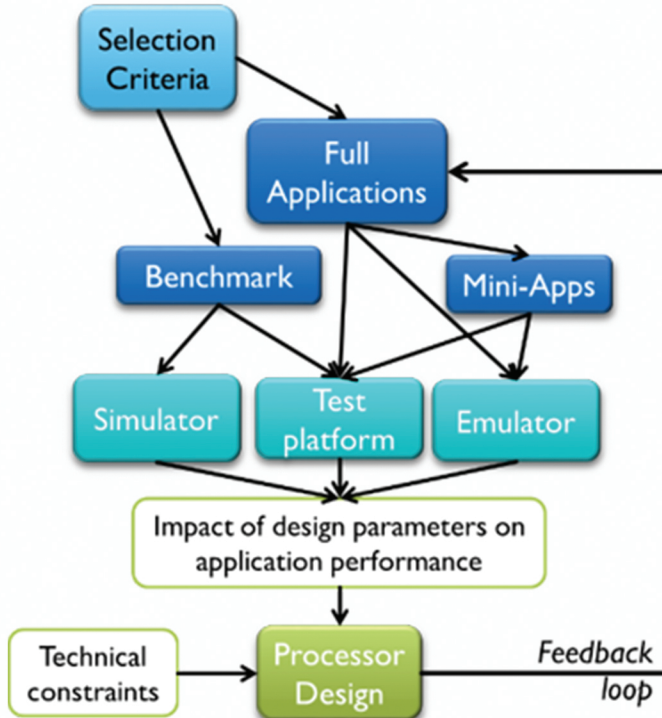 Selection
Criteria
Full
Applications
Benchmark
Mini-Apps
Simulator
Test
platform
Emulator
Impact of design parameters on
application performance
Technical
constraints
Processor
Design
Feedback
loop